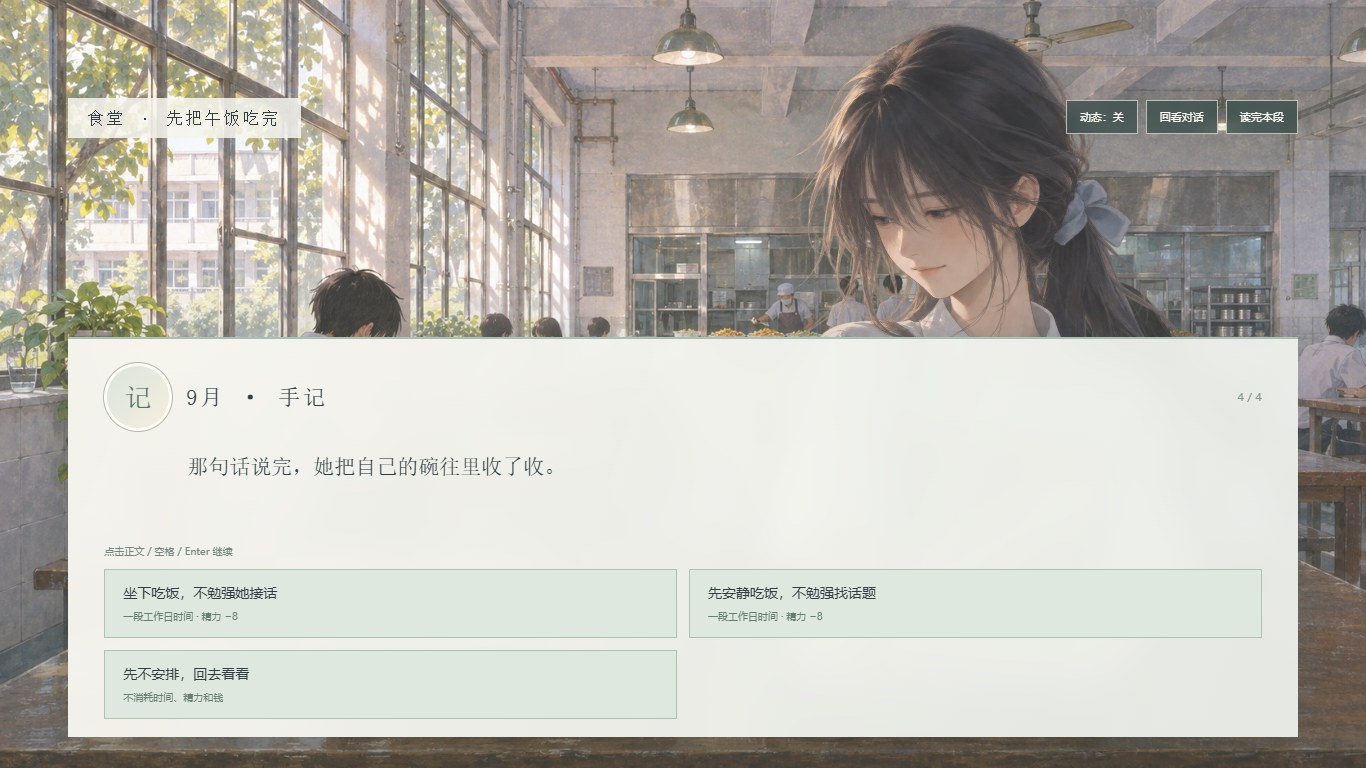 食堂 · 先把午饭吃完
动态：关
回看对话
读完本段
记
9月 • 手记
4 / 4
那句话说完，她把自己的碗往里收了收。
点击正文 / 空格 / Enter 继续
坐下吃饭，不勉强她接话
一段工作日时间 · 精力 −8
先安静吃饭，不勉强找话题
一段工作日时间 · 精力 −8
先不安排，回去看看
不消耗时间、精力和钱